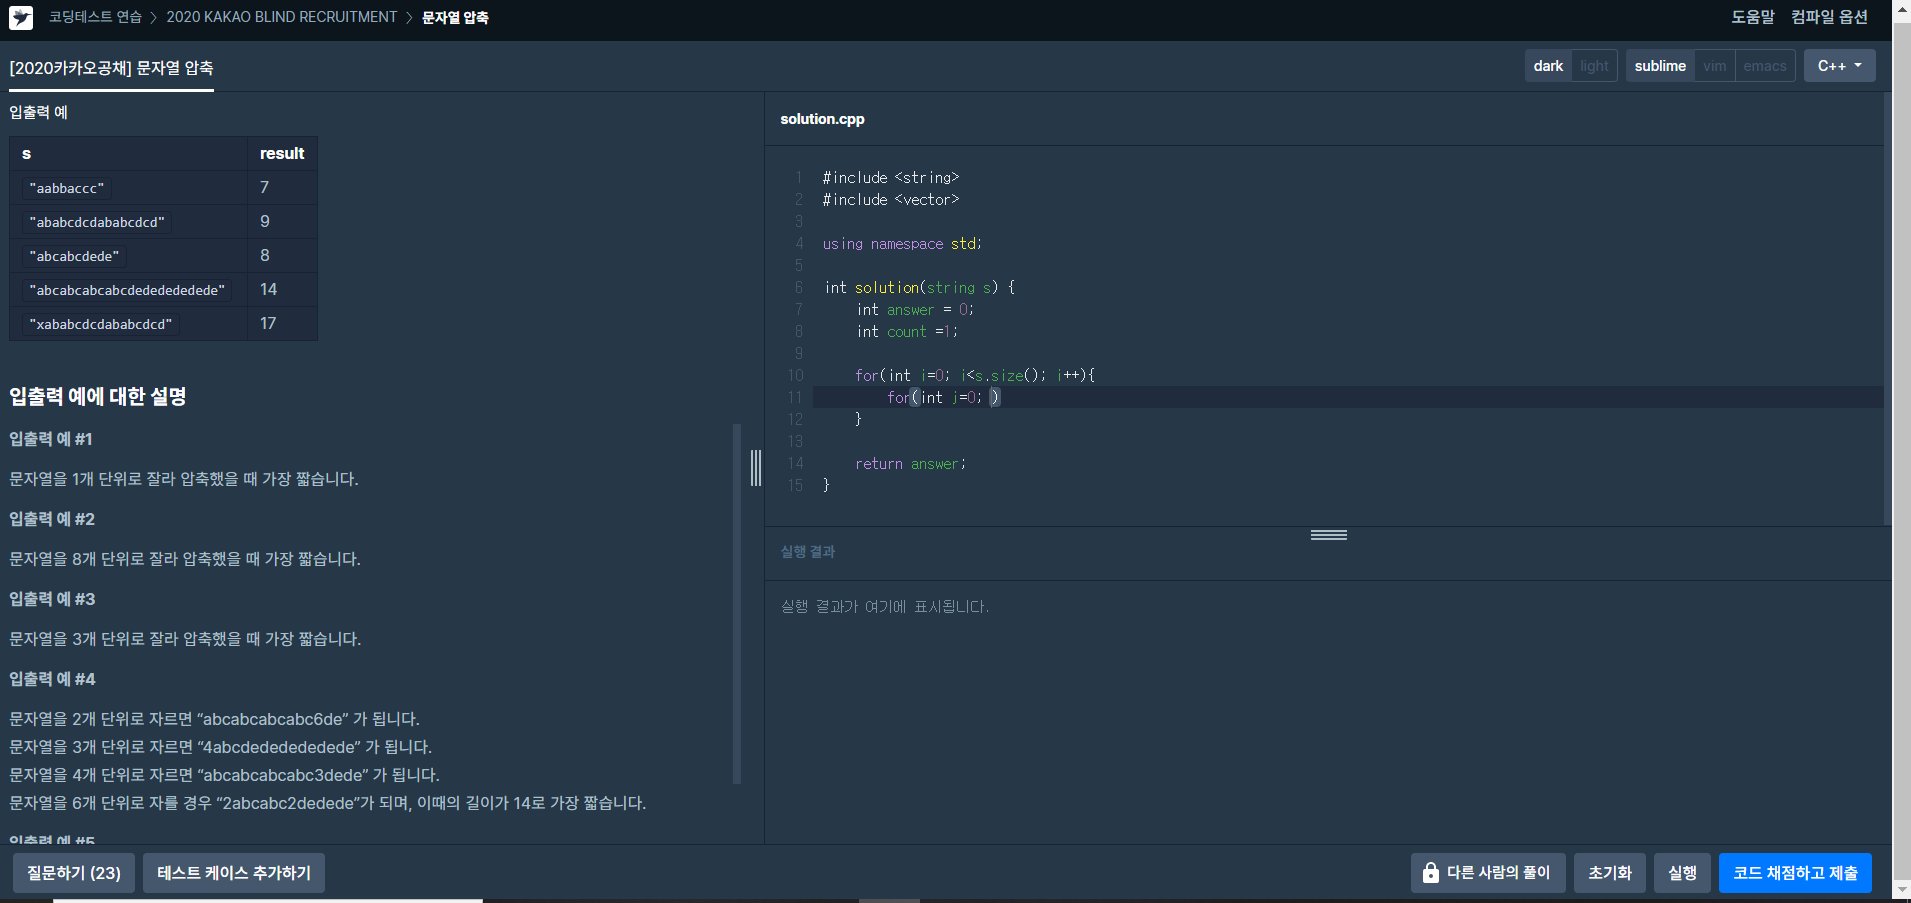 코딩테스트 연습 > 2020 KAKAO BLIND RECRUITMENT > 문자열 압축
도움말 컴파일 옵션
[2020카카오공채] 문자열 압축
dark light sublime vim emacs C++
입출력 예
s result
"aabbaccc" 7
"ababcdcdababcdcd" 9
"abcabcdede" 8
"abcabcabcabcdededededede" 14
"xababcdcdababcdcd" 17
입출력 예에 대한 설명
입출력 예 #1
문자열을 1개 단위로 잘라 압축했을 때 가장 짧습니다.
입출력 예 #2
문자열을 8개 단위로 잘라 압축했을 때 가장 짧습니다.
입출력 예 #3
문자열을 3개 단위로 잘라 압축했을 때 가장 짧습니다.
입출력 예 #4
문자열을 2개 단위로 자르면 “abcabcabcabc6de” 가 됩니다.
문자열을 3개 단위로 자르면 “4abcdededededede” 가 됩니다.
문자열을 4개 단위로 자르면 “abcabcabcabc3dede” 가 됩니다.
문자열을 6개 단위로 자를 경우 “2abcabc2dedede”가 되며, 이때의 길이가 14로 가장 짧습니다.
입출력 예 #5
solution.cpp
1 #include <string>
2 #include <vector>
3
4 using namespace std;
5
6 int solution(string s) {
7 int answer = 0;
8 int count =1;
9
10 for(int i=0; i<s.size(); i++){
11 for(int j=0; )
12 }
13
14 return answer;
15 }
실행 결과
실행 결과가 여기에 표시됩니다.
질문하기 (23) 테스트 케이스 추가하기
다른 사람의 풀이 초기화 실행 코드 채점하고 제출